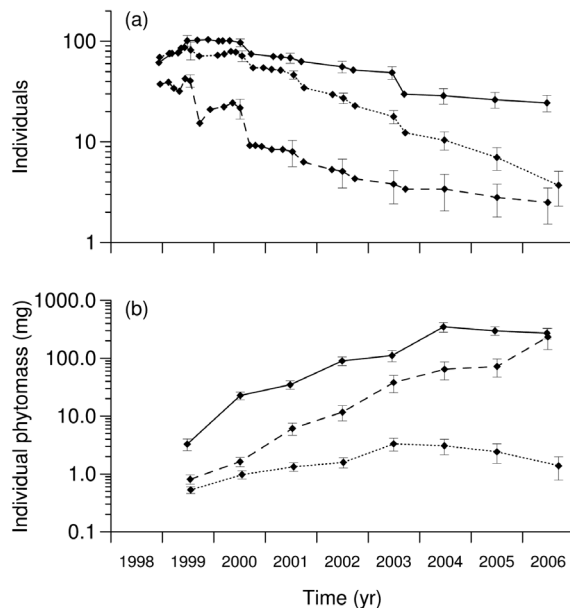 (a)
100
10
1
Individuals
(b)
1000.0
100.0
10.0
1.0
0.1
Individual phytomass (mg)
1998 1999 2000 2001 2002 2003 2004 2005 2006
Time (yr)